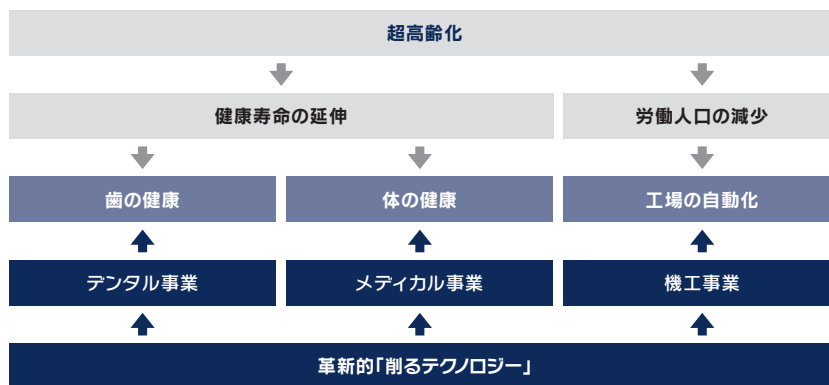 超高齢化
健康寿命の延伸
労働人口の減少
歯の健康
体の健康
工場の自動化
デンタル事業
メディカル事業
機工事業
革新的「削るテクノロジー」